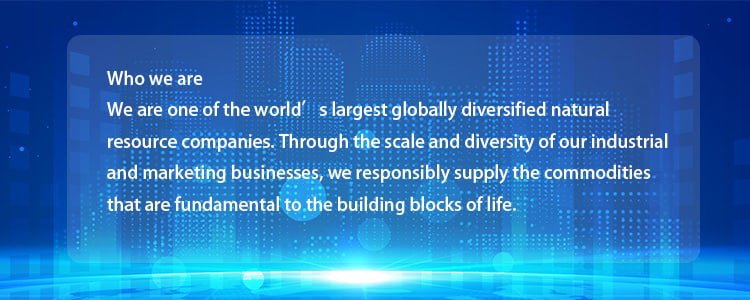 Who we are
We are one of the world′s largest globally diversified natural
resource companies. Through the scale and diversity of our industrial
and marketing businesses, we responsibly supply the commodities
that are fundamental to the building blocks of life.